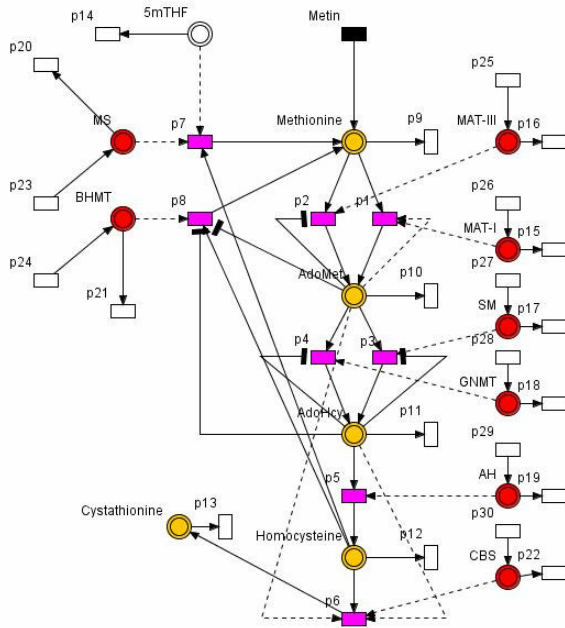 p14
5mTHF
Metin
p20
p25
MS
p7
Methionine
p9
MAT-III
p16
p23
BHMT
p8
p2
p1
p26
MAT-I
p15
p24
p21
AdoMet
p10
p27
SM
p17
p4
p3
p28
GNMT
p18
AdoHcy
p11
p29
p5
AH
p19
Cystathionine
p13
Homocysteine
p12
p30
CBS
p22
p6